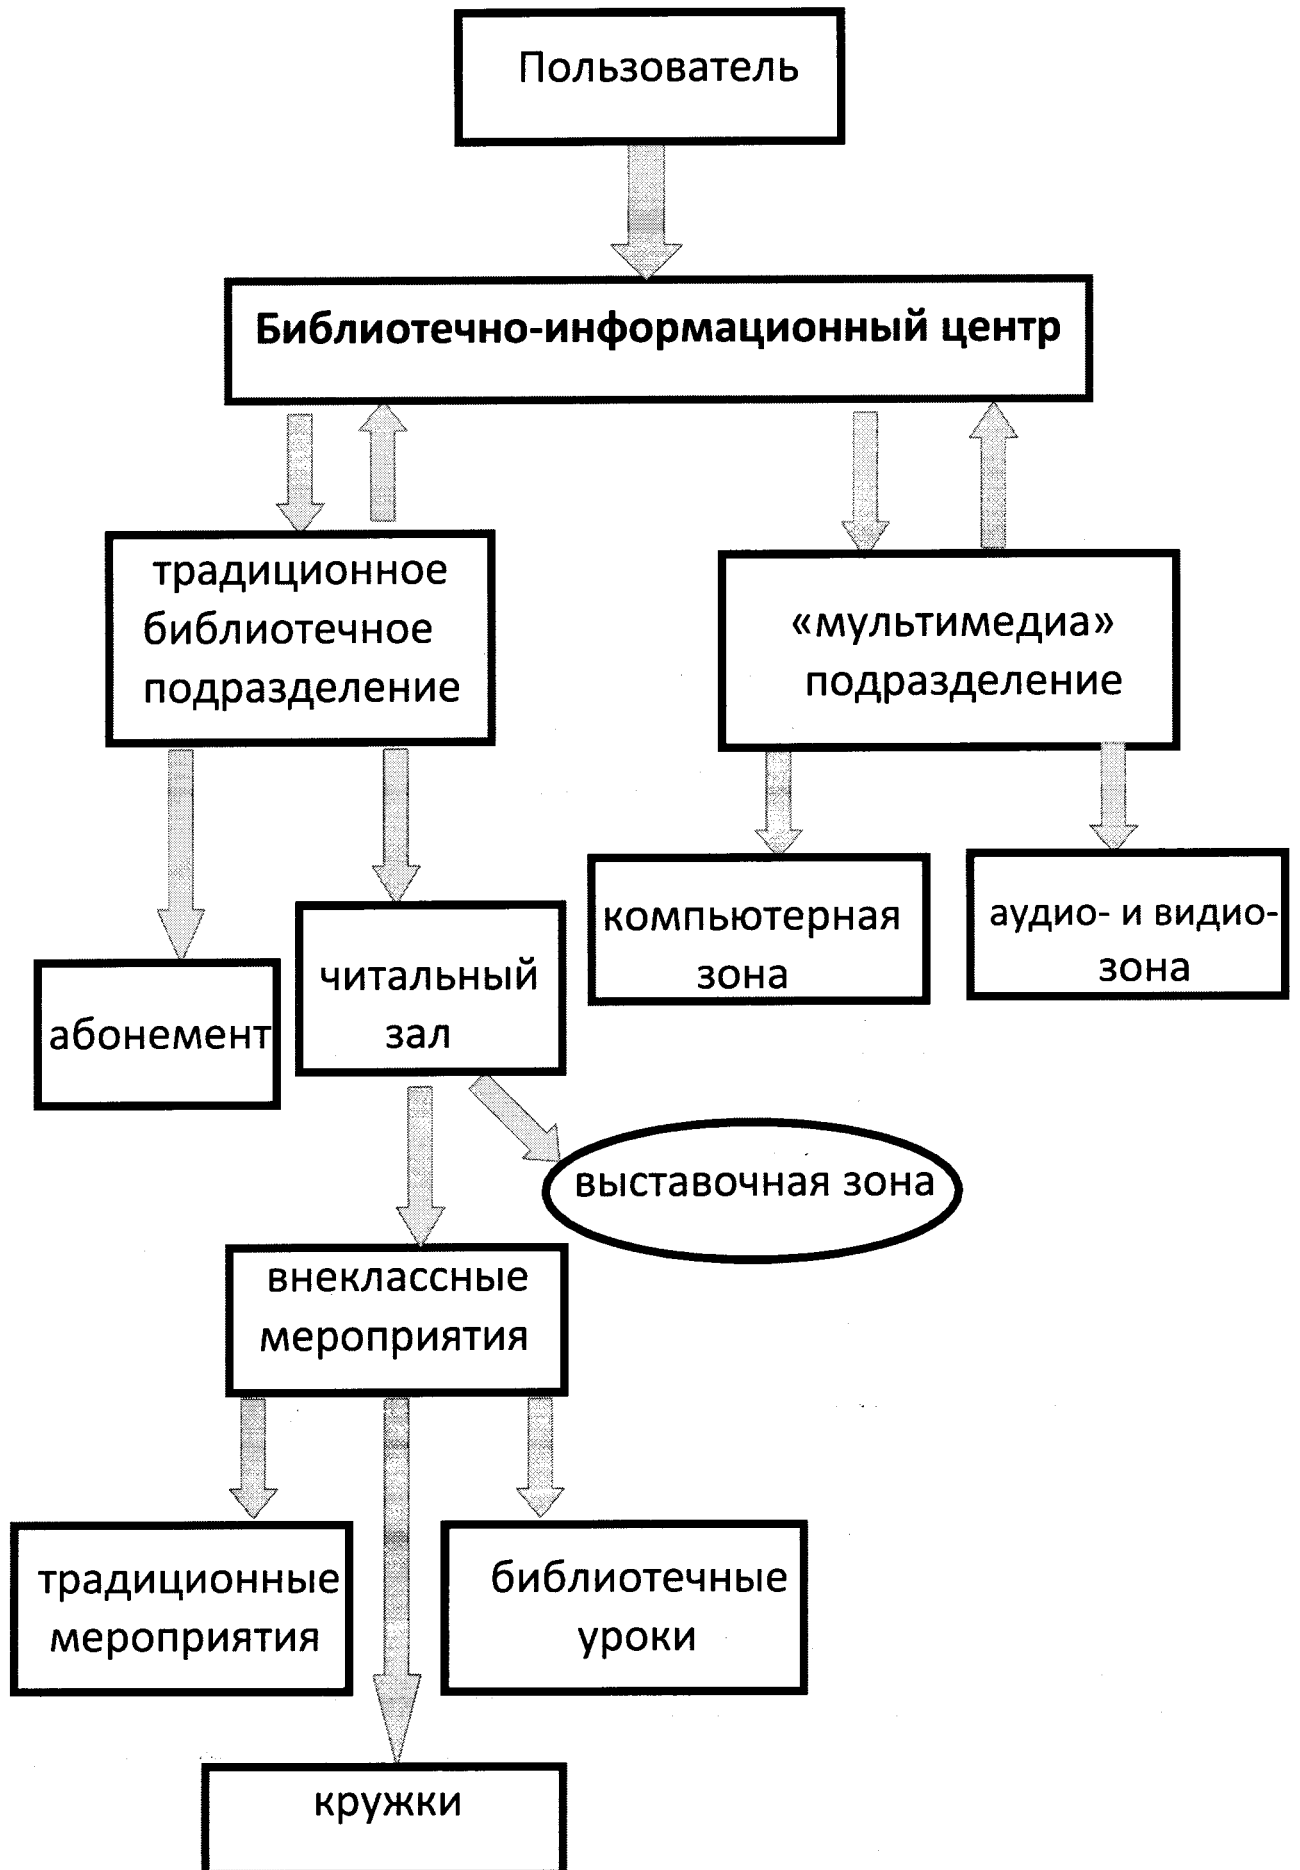 Пользователь
Библиотечно-информационный центр
традиционное
библиотечное
подразделение
«мультимедиа»
подразделение
компьютерная
зона
аудио- и видио-
зона
читальный
зал
абонемент
выставочная зона
внеклассные
мероприятия
традиционные
мероприятия
библиотечные
уроки
кружки